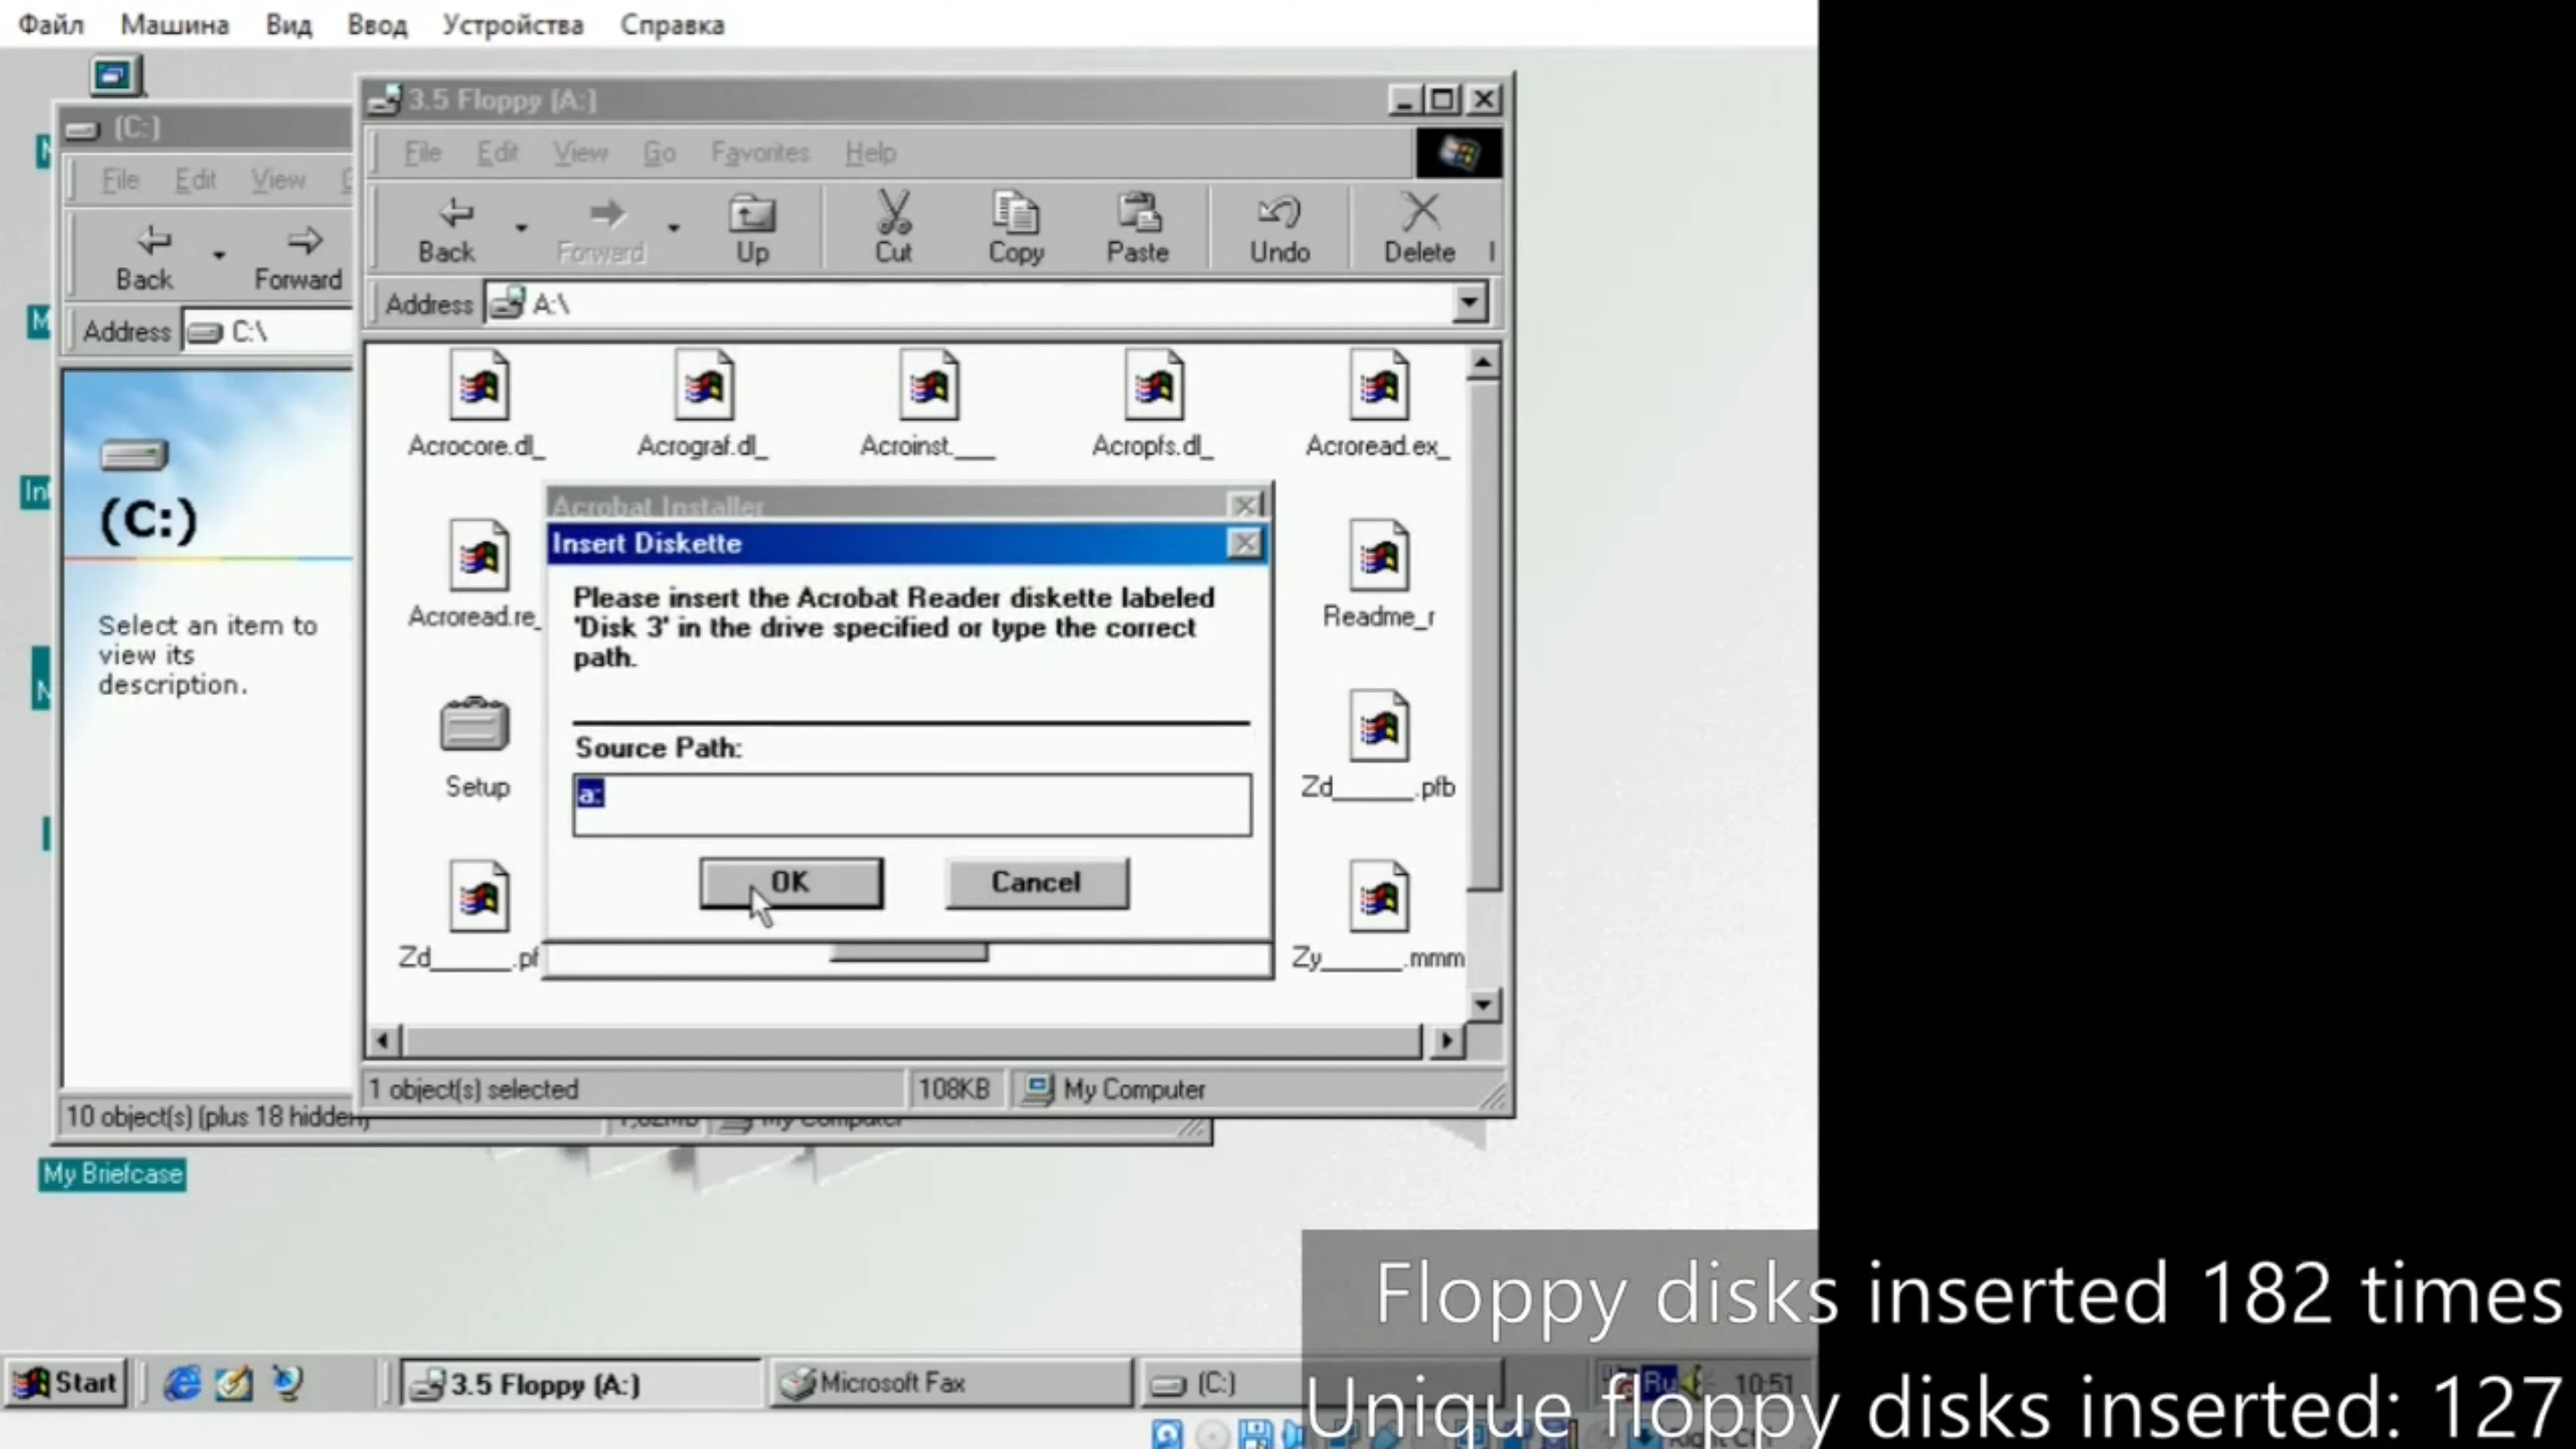 Файл Машина Вид Ввод Устройства Справка
3.5 Floppy (A:)
(C:)
File Edit View Go Favorites Help
File Edit View
Back Forward Up Cut Copy Paste Undo Delete
Back Forward
Address A:\
Address C:\
Acrocore.dl_ Acrograf.dl_ Acroinst.___ Acropfs.dl_ Acroread.ex_
(C:)
Select an item to
view its
description.
Acrobat Installer
Insert Diskette
Please insert the Acrobat Reader diskette labeled
'Disk 3' in the drive specified or type the correct
path.
Acroread.re_ Readme_r
Source Path:
a:
Setup Zd______.pfb
OK Cancel
Zd______.pf Zy______.mmm
1 object(s) selected 108KB My Computer
10 object(s) (plus 18 hidden) My Computer
My Briefcase
Floppy disks inserted 182 times
Start 3.5 Floppy (A:) Microsoft Fax (C:) Ru 10:51
Unique floppy disks inserted: 127